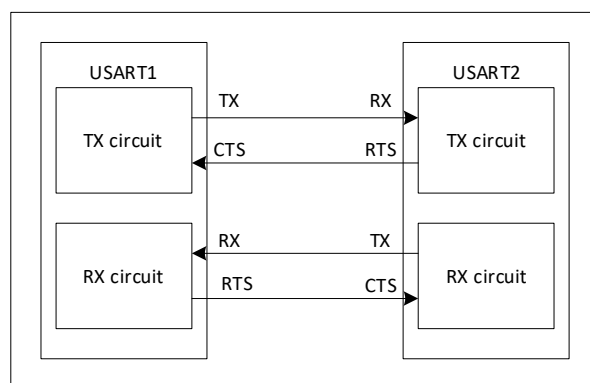 USART1 USART2
TX RX
TX circuit TX circuit
CTS RTS
RX TX
RX circuit RX circuit
RTS CTS